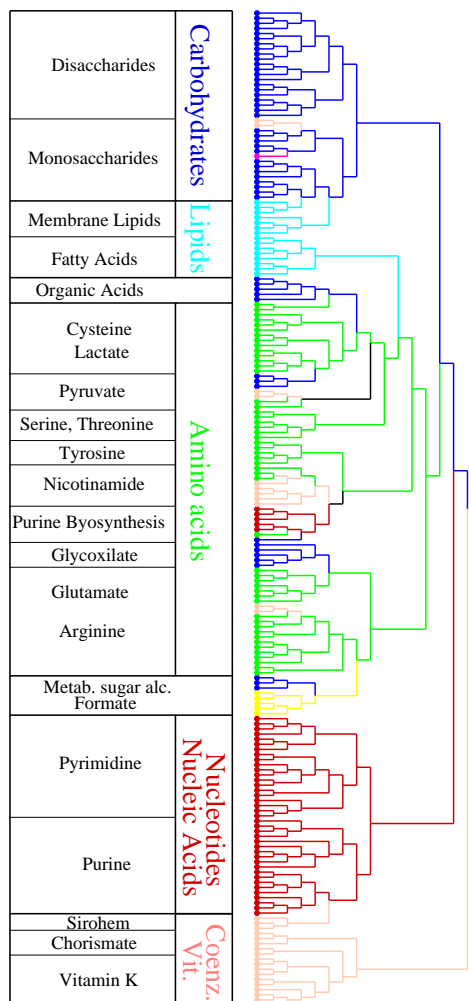 Carbohydrates
Disaccharides
Monosaccharides
Lipids
Membrane Lipids
Fatty Acids
Organic Acids
Amino acids
Cysteine
Lactate
Pyruvate
Serine, Threonine
Tyrosine
Nicotinamide
Purine Byosynthesis
Glycoxilate
Glutamate
Arginine
Metab. sugar alc.
Formate
Nucleotides
Nucleic Acids
Pyrimidine
Purine
Coenz.
Vit.
Sirohem
Chorismate
Vitamin K